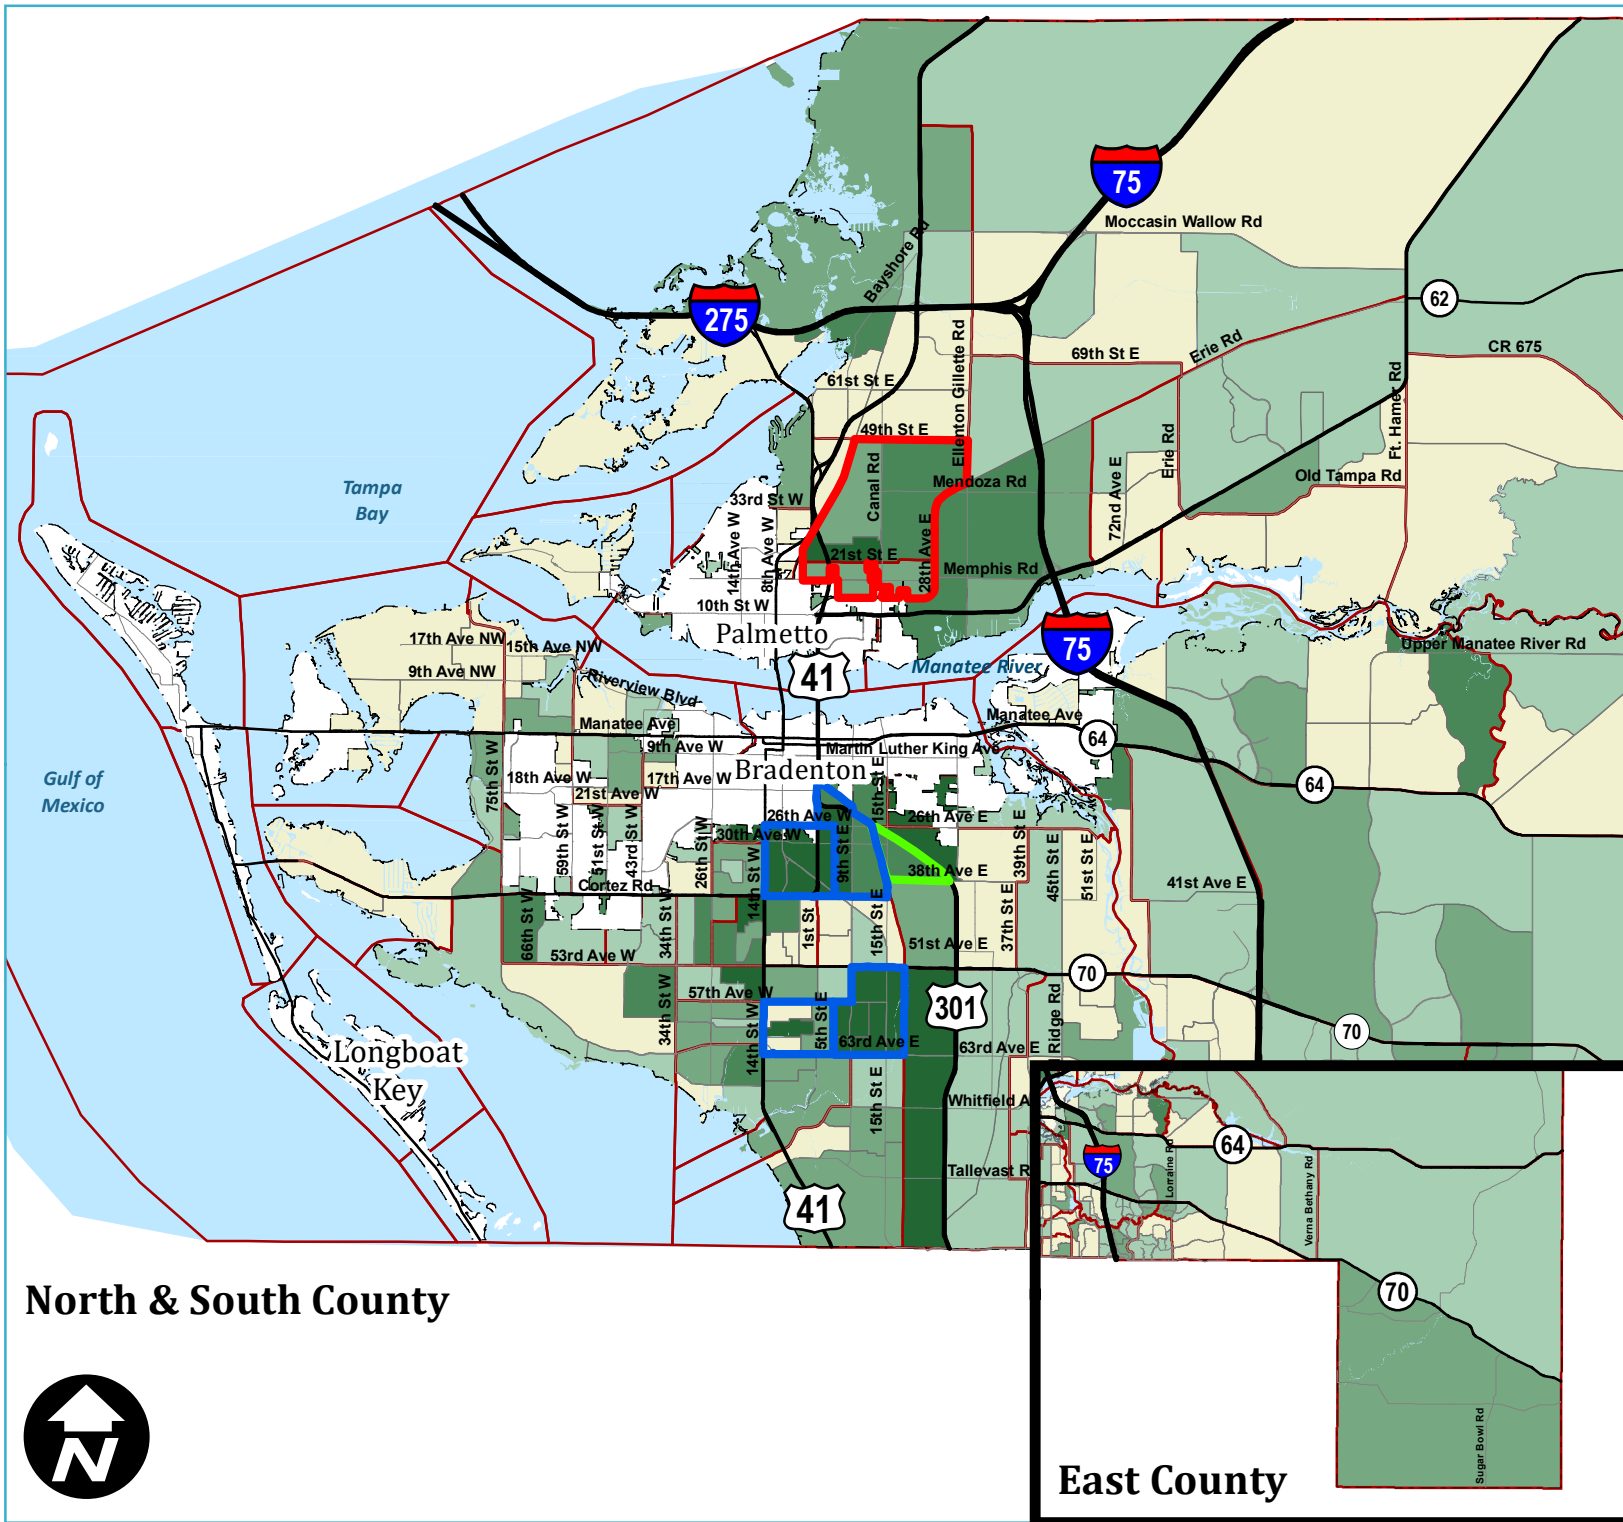 75
Moccasin Wallow Rd
Bayshore Rd
62
275
Ellenton Gillette Rd
69th St E
Erie Rd
CR 675
61st St E
Ft. Hamer Rd
49th St E
Canal Rd
Mendoza Rd
72nd Ave E
Erie Rd
Old Tampa Rd
Tampa
Bay
33rd St W
14th Ave W
8th Ave W
21st St E
28th Ave E
Memphis Rd
10th St W
Palmetto
75
17th Ave NW
15th Ave NW
9th Ave NW
Riverview Blvd
41
Manatee River
Upper Manatee River Rd
Manatee Ave
Manatee Ave
64
9th Ave W
Martin Luther King Ave
Gulf of
Mexico
75th St W
18th Ave W
17th Ave W
Bradenton
15th St E
64
21st Ave W
26th Ave W
26th Ave E
30th Ave W
59th St W
51st St W
43rd St W
26th St W
14th St W
9th St E
39th St E
45th St E
51st St E
38th Ave E
41st Ave E
Cortez Rd
66th St W
34th St W
1st St
15th St E
37th St E
51st Ave E
53rd Ave W
70
57th Ave W
34th St W
14th St W
5th St E
301
Ridge Rd
70
63rd Ave E
63rd Ave E
Longboat
Key
15th St E
Whitfield A
Tallevast R
41
75
64
Lorraine Rd
Verna Bethany Rd
70
Sugar Bowl Rd
North & South County
N
East County